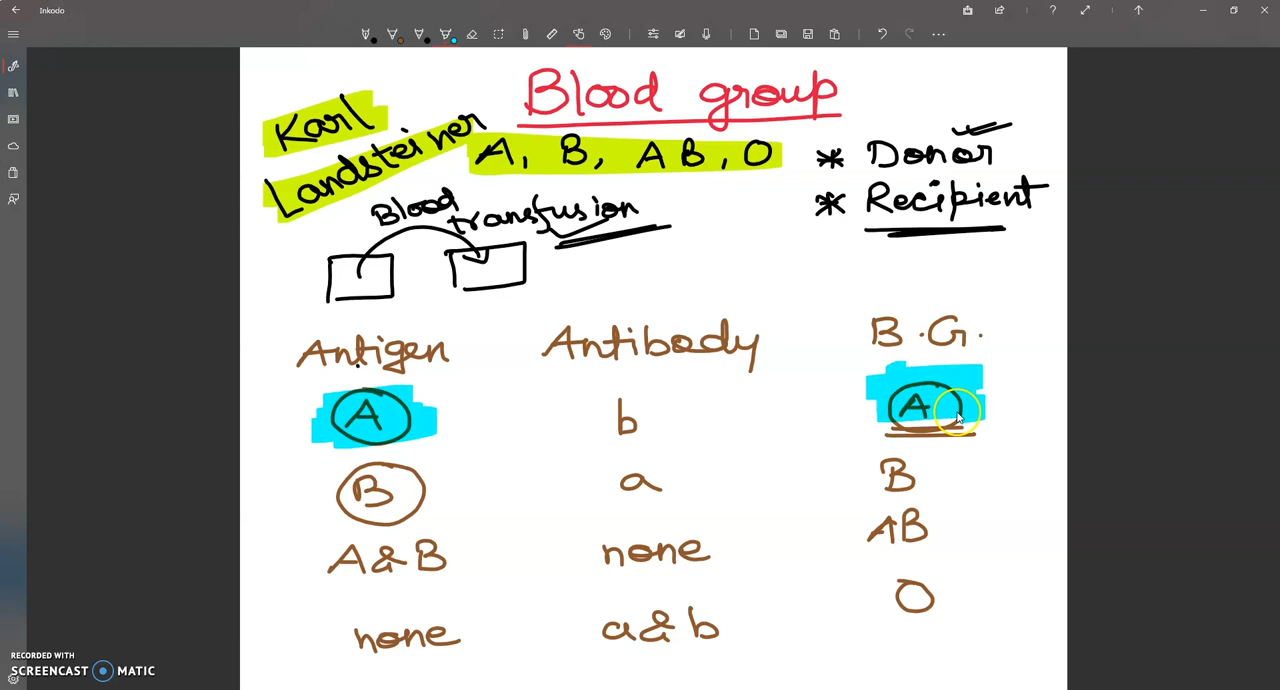 Inkodo
Blood group
Karl
Landsteiner
A, B, AB, O
* Donor
* Recipient
Blood
transfusion
Antigen Antibody B.G.
A b A
B a B
A & B none AB
none a & b O
RECORDED WITH
SCREENCAST MATIC